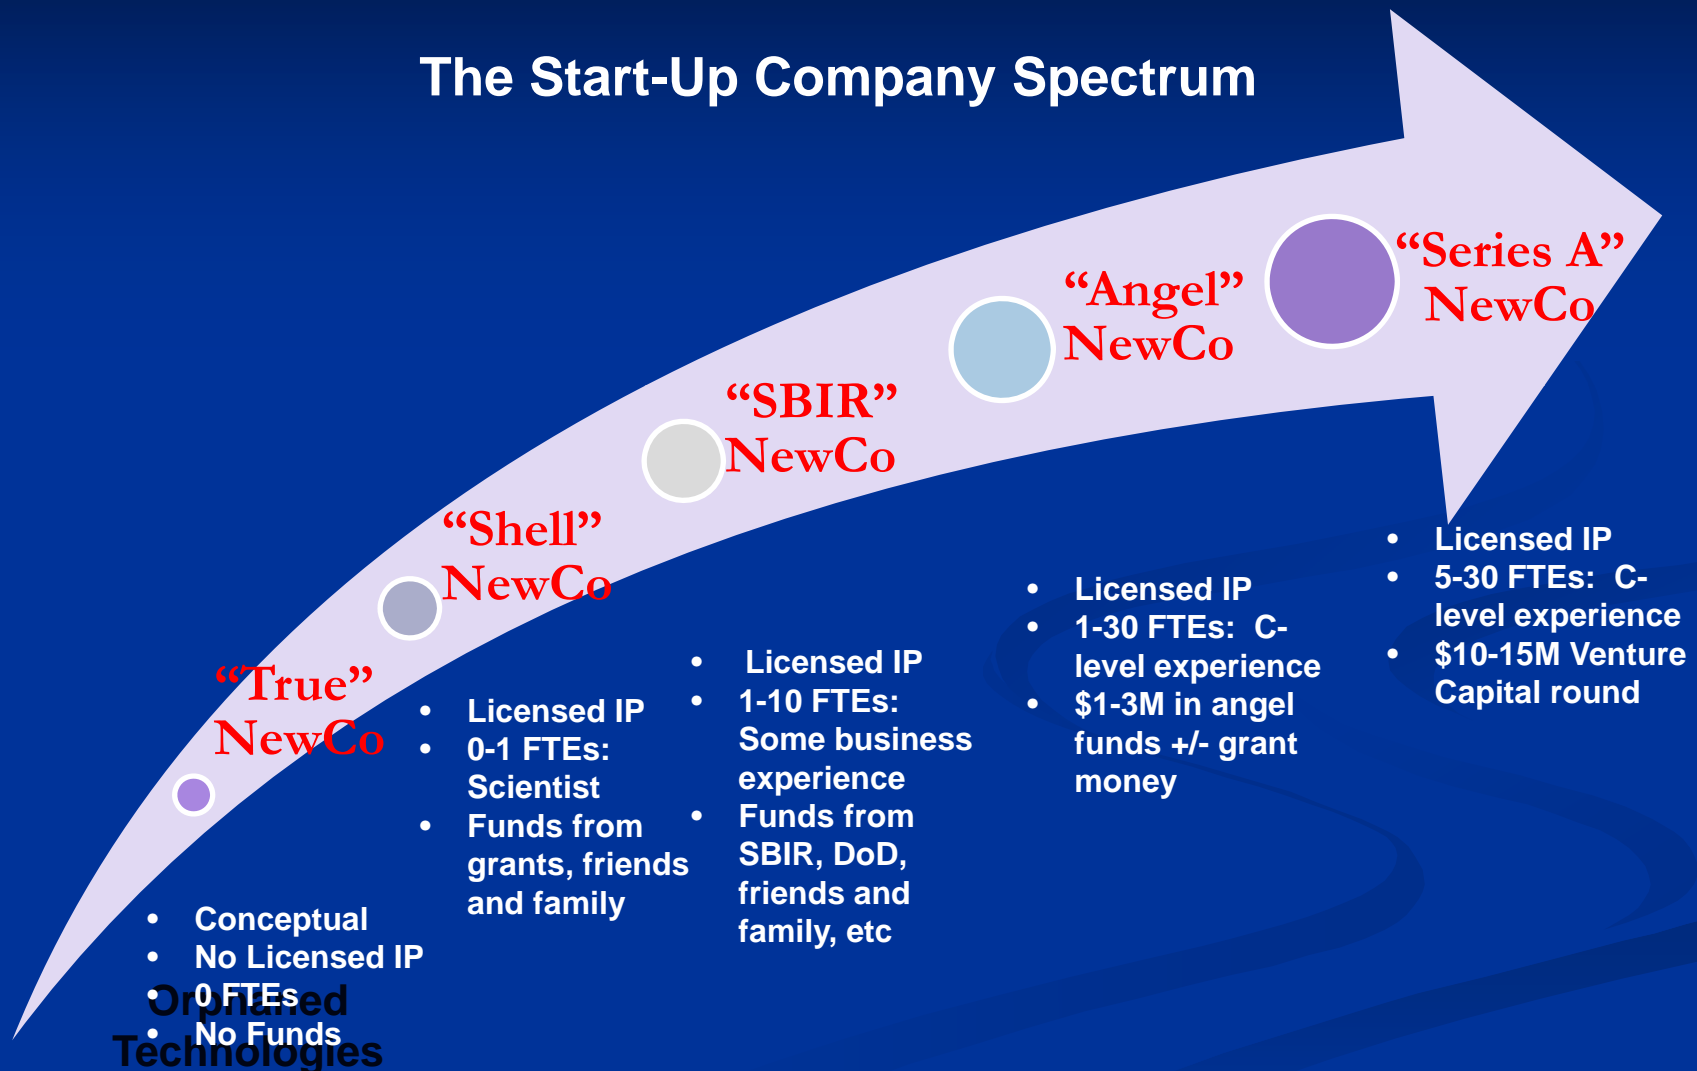 The Start-Up Company Spectrum
“True”
NewCo
• Conceptual
• No Licensed IP
• 0 FTEs
• No Funds
Orphaned
Technologies
“Shell”
NewCo
• Licensed IP
• 0-1 FTEs:
Scientist
• Funds from
grants, friends
and family
“SBIR”
NewCo
• Licensed IP
• 1-10 FTEs:
Some business
experience
• Funds from
SBIR, DoD,
friends and
family, etc
“Angel”
NewCo
• Licensed IP
• 1-30 FTEs: C-
level experience
• $1-3M in angel
funds +/- grant
money
“Series A”
NewCo
• Licensed IP
• 5-30 FTEs: C-
level experience
• $10-15M Venture
Capital round